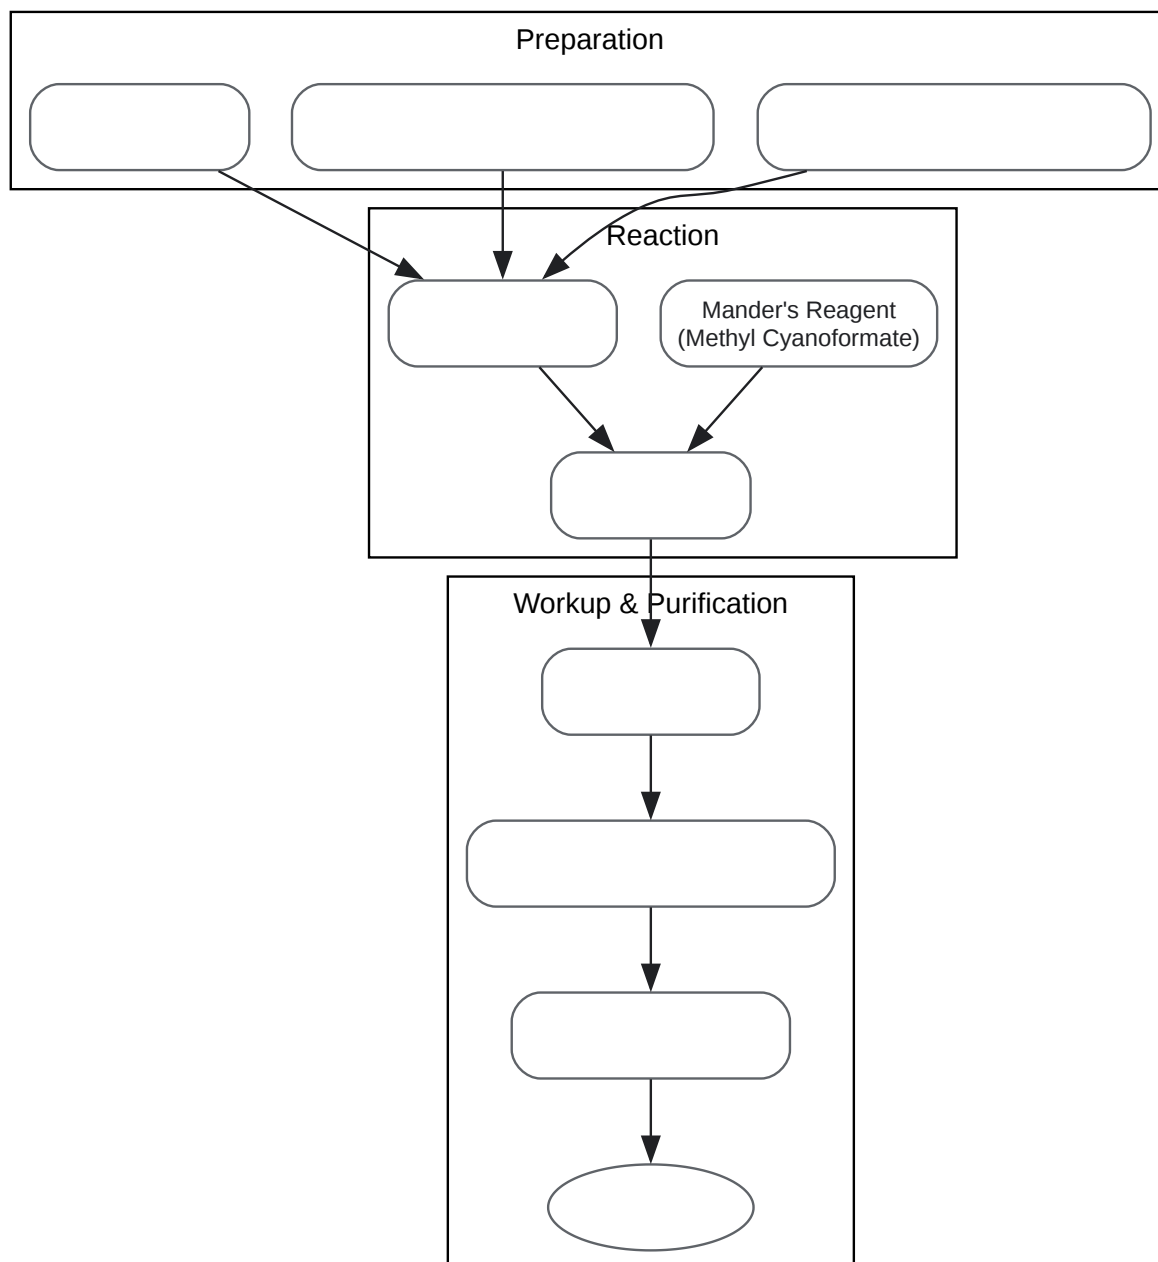 Preparation
Reaction
Mander's Reagent
(Methyl Cyanoformate)
Workup & Purification